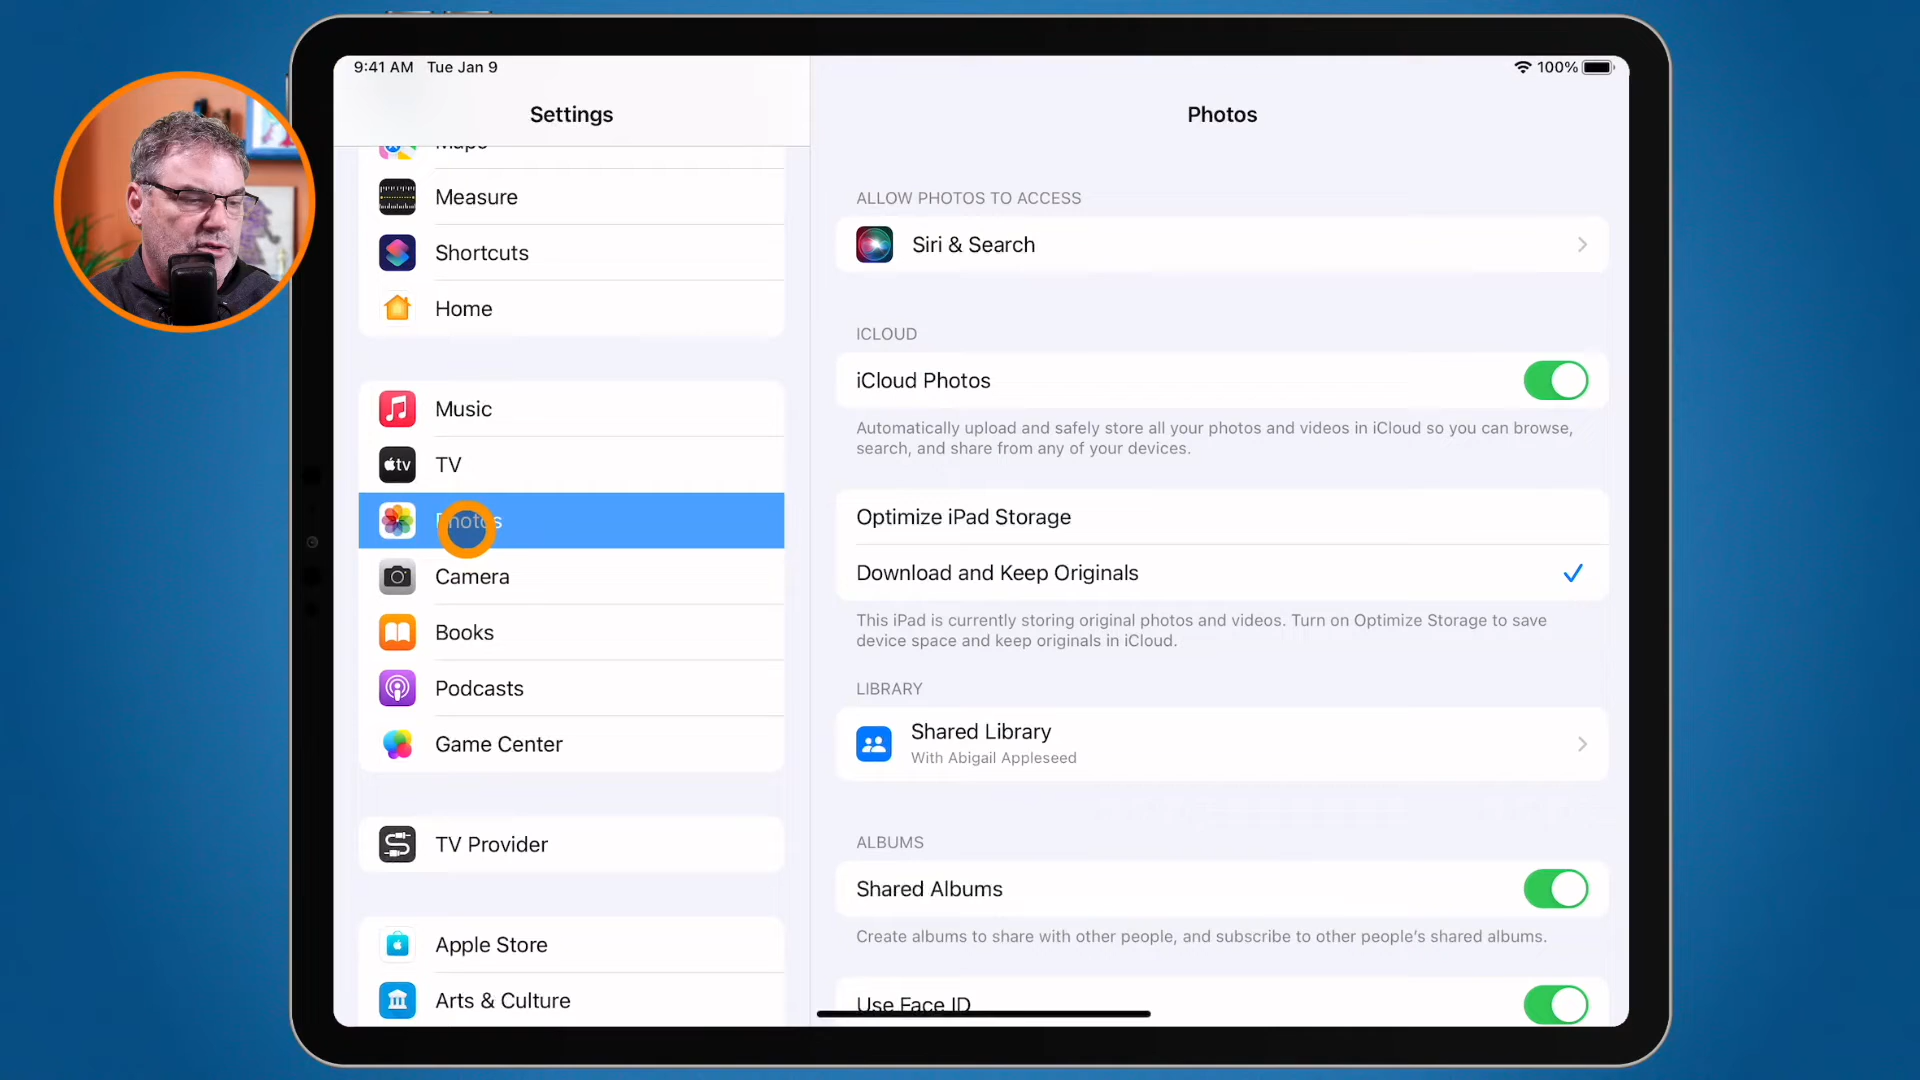 9:41 AM Tue Jan 9
100%
Settings
Photos
Maps
Measure
Shortcuts
Home
Music
tv
TV
Photos
Camera
Books
Podcasts
Game Center
TV Provider
Apple Store
Arts & Culture
ALLOW PHOTOS TO ACCESS
Siri & Search
ICLOUD
iCloud Photos
Automatically upload and safely store all your photos and videos in iCloud so you can browse,
search, and share from any of your devices.
Optimize iPad Storage
Download and Keep Originals
This iPad is currently storing original photos and videos. Turn on Optimize Storage to save
device space and keep originals in iCloud.
LIBRARY
Shared Library
With Abigail Appleseed
ALBUMS
Shared Albums
Create albums to share with other people, and subscribe to other people's shared albums.
Use Face ID